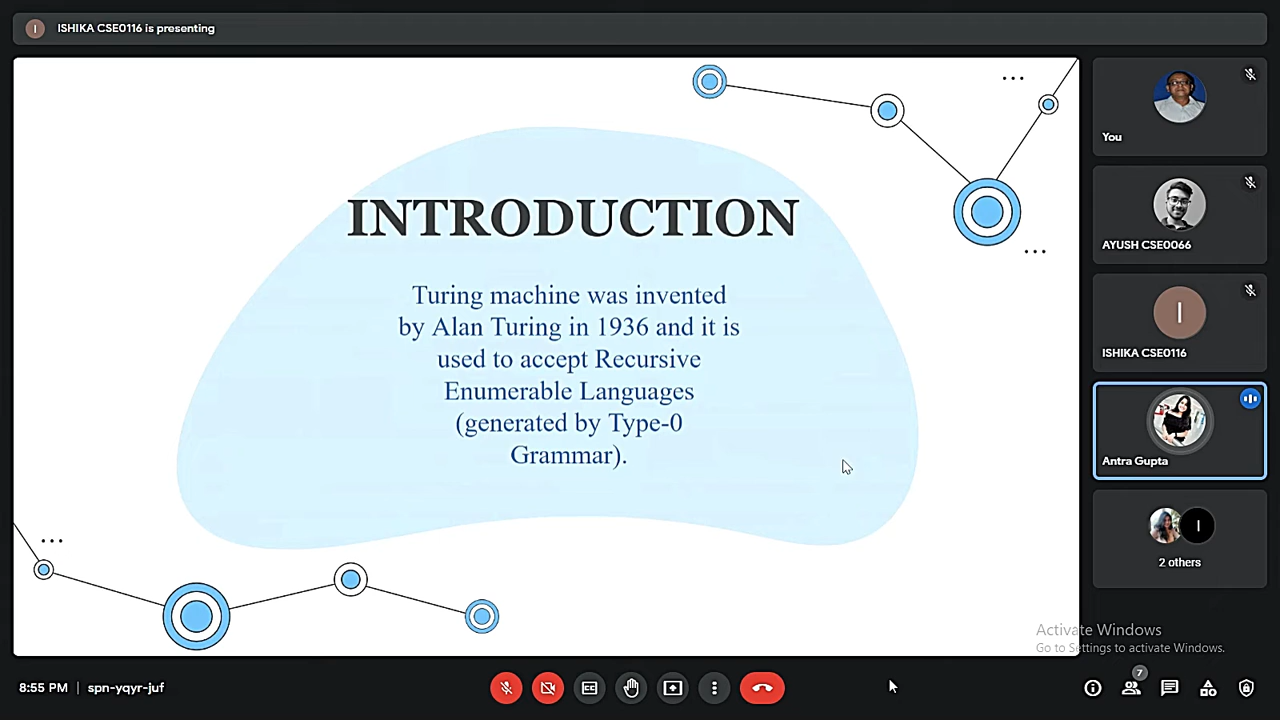 I
ISHIKA CSE0116 is presenting
...
...
INTRODUCTION
Turing machine was invented
by Alan Turing in 1936 and it is
used to accept Recursive
Enumerable Languages
(generated by Type-0
Grammar).
...
You
AYUSH CSE0066
I
ISHIKA CSE0116
Antra Gupta
I
2 others
Activate Windows
Go to Settings to activate Windows.
8:55 PM | spn-yqyr-juf
CC
7